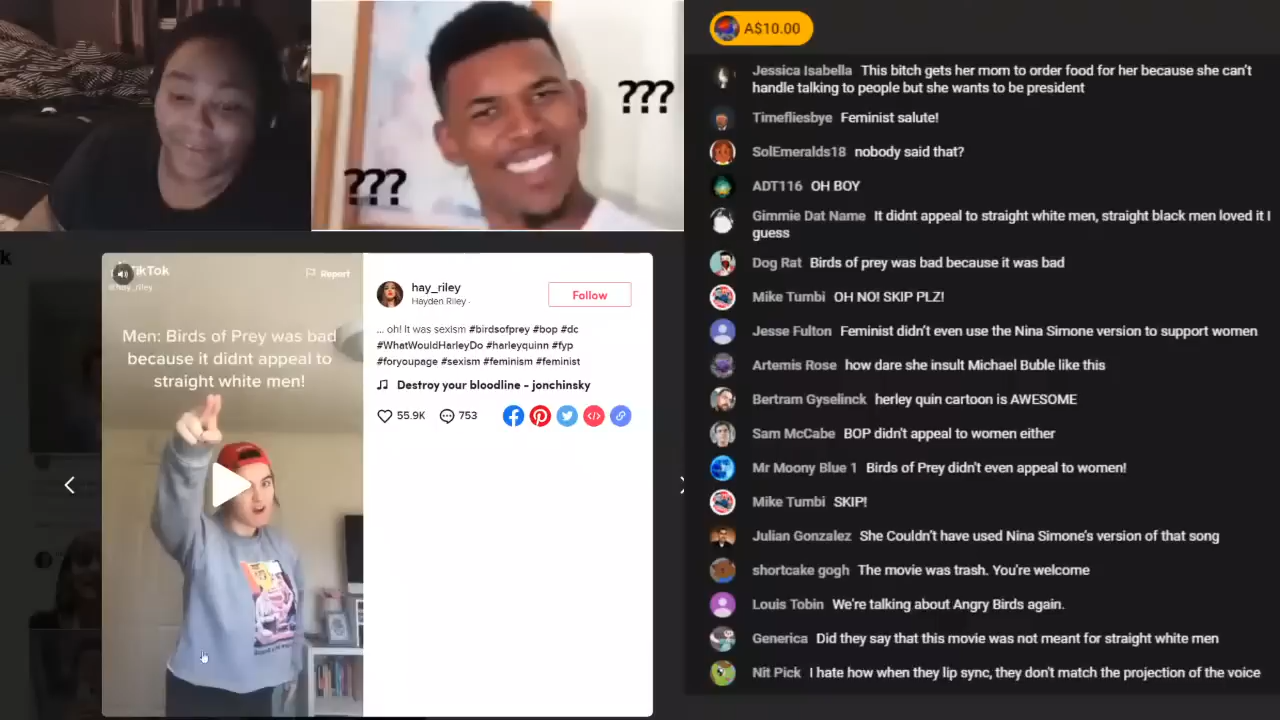 ???
???
A$10.00
k
TikTok
@hay_riley
Report
Men: Birds of Prey was bad
because it didnt appeal to
straight white men!
hay_riley
Hayden Riley ·
Follow
... oh! It was sexism #birdsofprey #bop #dc
#WhatWouldHarleyDo #harleyquinn #fyp
#foryoupage #sexism #feminism #feminist
Destroy your bloodline - jonchinsky
55.9K
753
Jessica Isabella This bitch gets her mom to order food for her because she can't
handle talking to people but she wants to be president
Timefliesbye Feminist salute!
SolEmeralds18 nobody said that?
ADT116 OH BOY
Gimmie Dat Name It didnt appeal to straight white men, straight black men loved it I
guess
Dog Rat Birds of prey was bad because it was bad
Mike Tumbi OH NO! SKIP PLZ!
Jesse Fulton Feminist didn't even use the Nina Simone version to support women
Artemis Rose how dare she insult Michael Buble like this
Bertram Gyselinck herley quin cartoon is AWESOME
Sam McCabe BOP didn't appeal to women either
Mr Moony Blue 1 Birds of Prey didn't even appeal to women!
Mike Tumbi SKIP!
Julian Gonzalez She Couldn't have used Nina Simone's version of that song
shortcake gogh The movie was trash. You're welcome
Louis Tobin We're talking about Angry Birds again.
Generica Did they say that this movie was not meant for straight white men
Nit Pick I hate how when they lip sync, they don't match the projection of the voice